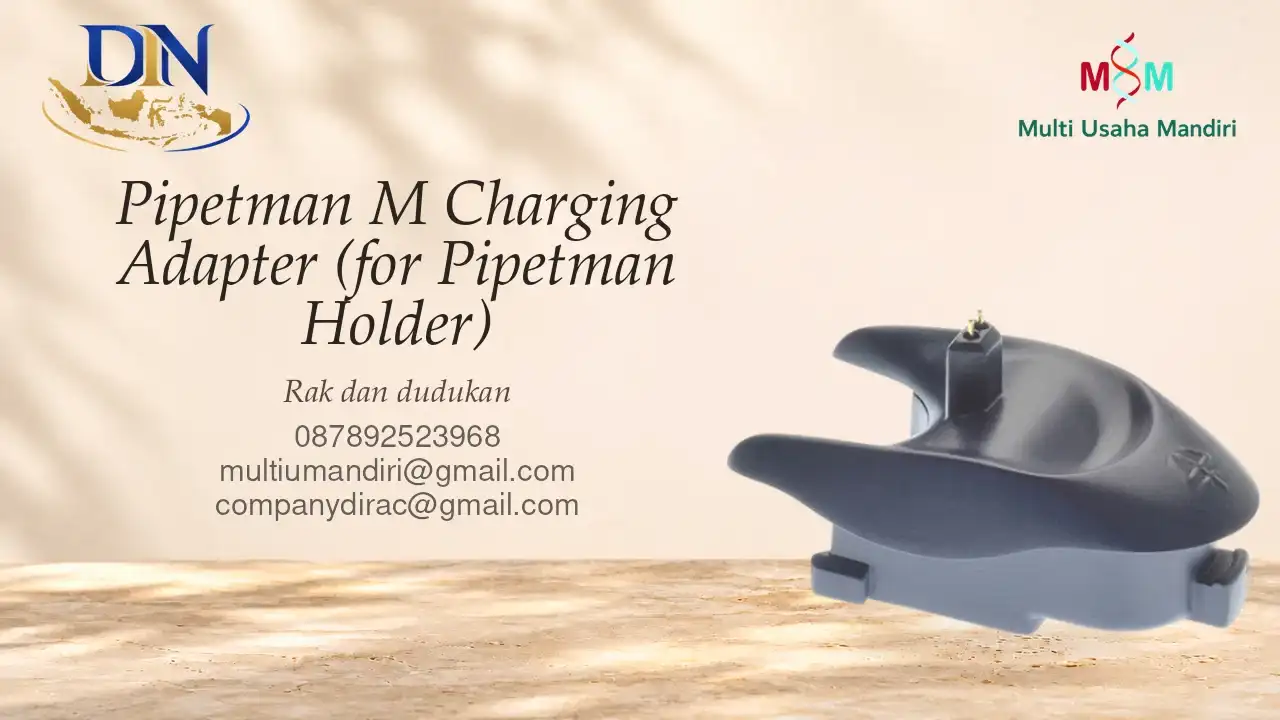 DIN
M M
Multi Usaha Mandiri
Pipetman M Charging
Adapter (for Pipetman
Holder)
Rak dan dudukan
087892523968
multiumandiri@gmail.com
companydirac@gmail.com